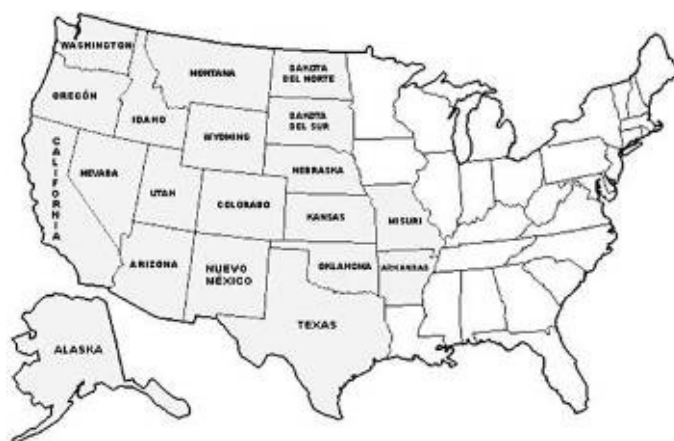 WASHINGTON
MONTANA
DAKOTA
DEL NORTE
OREGÓN
IDAHO
DAKOTA
DEL SUR
WYOMING
CALIFORNIA
NEVADA
NEBRASKA
UTAH
COLORADO
KANSAS
MISURI
ARIZONA
NUEVO
MÉXICO
OKLAHOMA
ARKANSAS
TEXAS
ALASKA